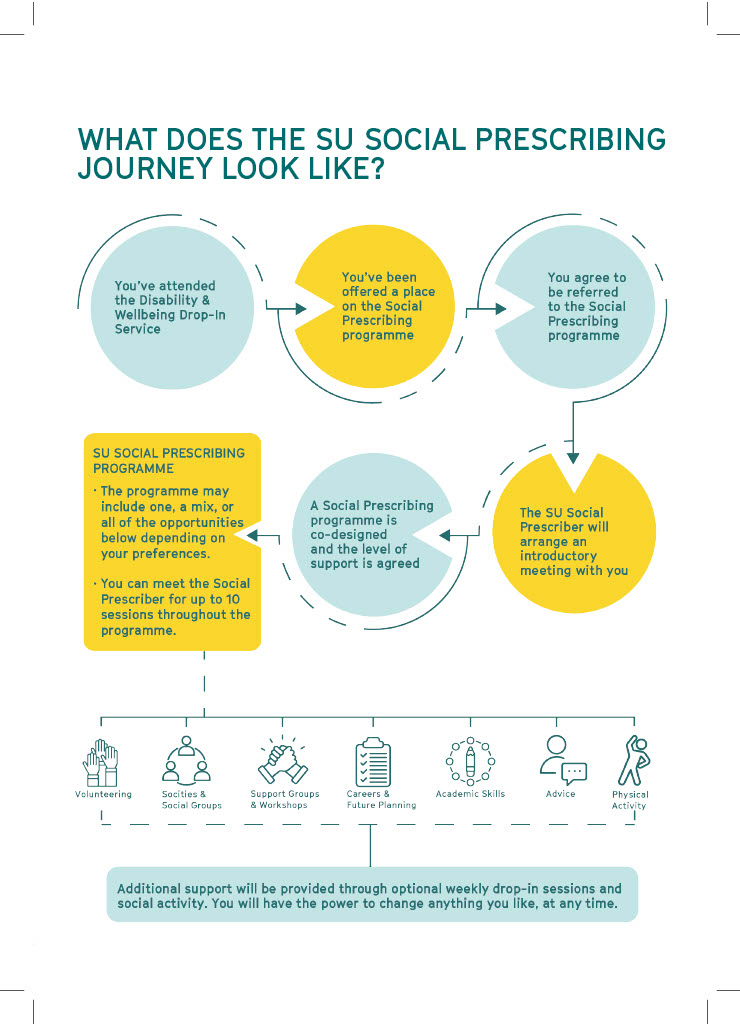 WHAT DOES THE SU SOCIAL PRESCRIBING
JOURNEY LOOK LIKE?
You've attended
the Disability &
Wellbeing Drop-In
Service
You've been
offered a place
on the Social
Prescribing
programme
You agree to
be referred
to the Social
Prescribing
programme
The SU Social
Prescriber will
arrange an
introductory
meeting with you
A Social Prescribing
programme is
co-designed
and the level of
support is agreed
SU SOCIAL PRESCRIBING
PROGRAMME
· The programme may
include one, a mix, or
all of the opportunities
below depending on
your preferences.
· You can meet the Social
Prescriber for up to 10
sessions throughout the
programme.
Volunteering
Socities &
Social Groups
Support Groups
& Workshops
Careers &
Future Planning
Academic Skills
Advice
Physical
Activity
Additional support will be provided through optional weekly drop-in sessions and
social activity. You will have the power to change anything you like, at any time.